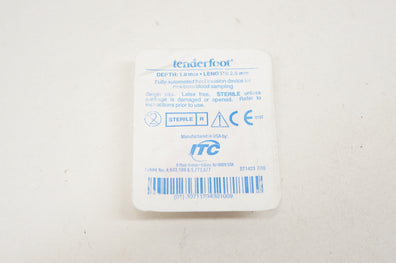 tenderfoot®
DEPTH: 1.0 mm • LENGTH: 2.5 mm
Fully automated heel incision device for
newborn blood sampling
Single use. Latex free. STERILE unless
package is damaged or opened. Refer to
instructions prior to use.
2 STERILE R CE
Manufactured in USA by:
ITC